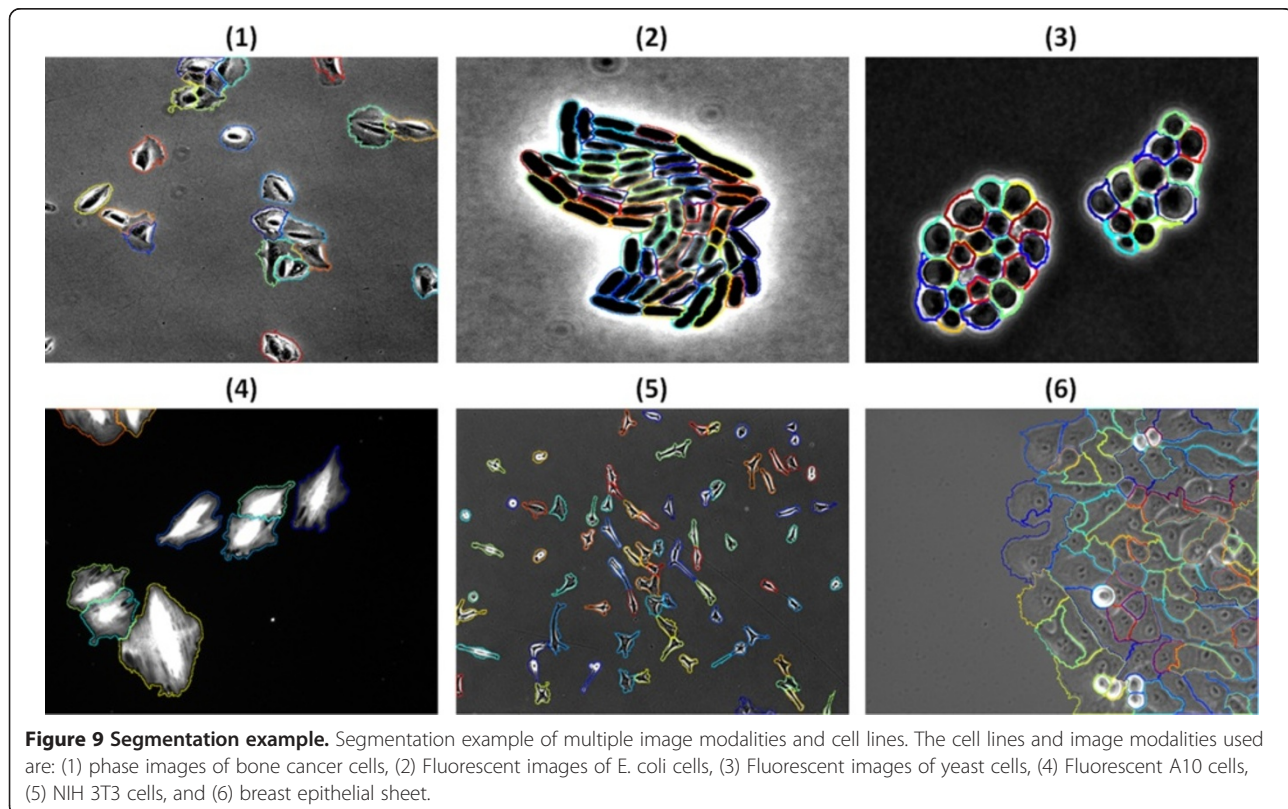 (1)
(2)
(3)
(4)
(5)
(6)
Figure 9 Segmentation example. Segmentation example of multiple image modalities and cell lines. The cell lines and image modalities used
are: (1) phase images of bone cancer cells, (2) Fluorescent images of E. coli cells, (3) Fluorescent images of yeast cells, (4) Fluorescent A10 cells,
(5) NIH 3T3 cells, and (6) breast epithelial sheet.